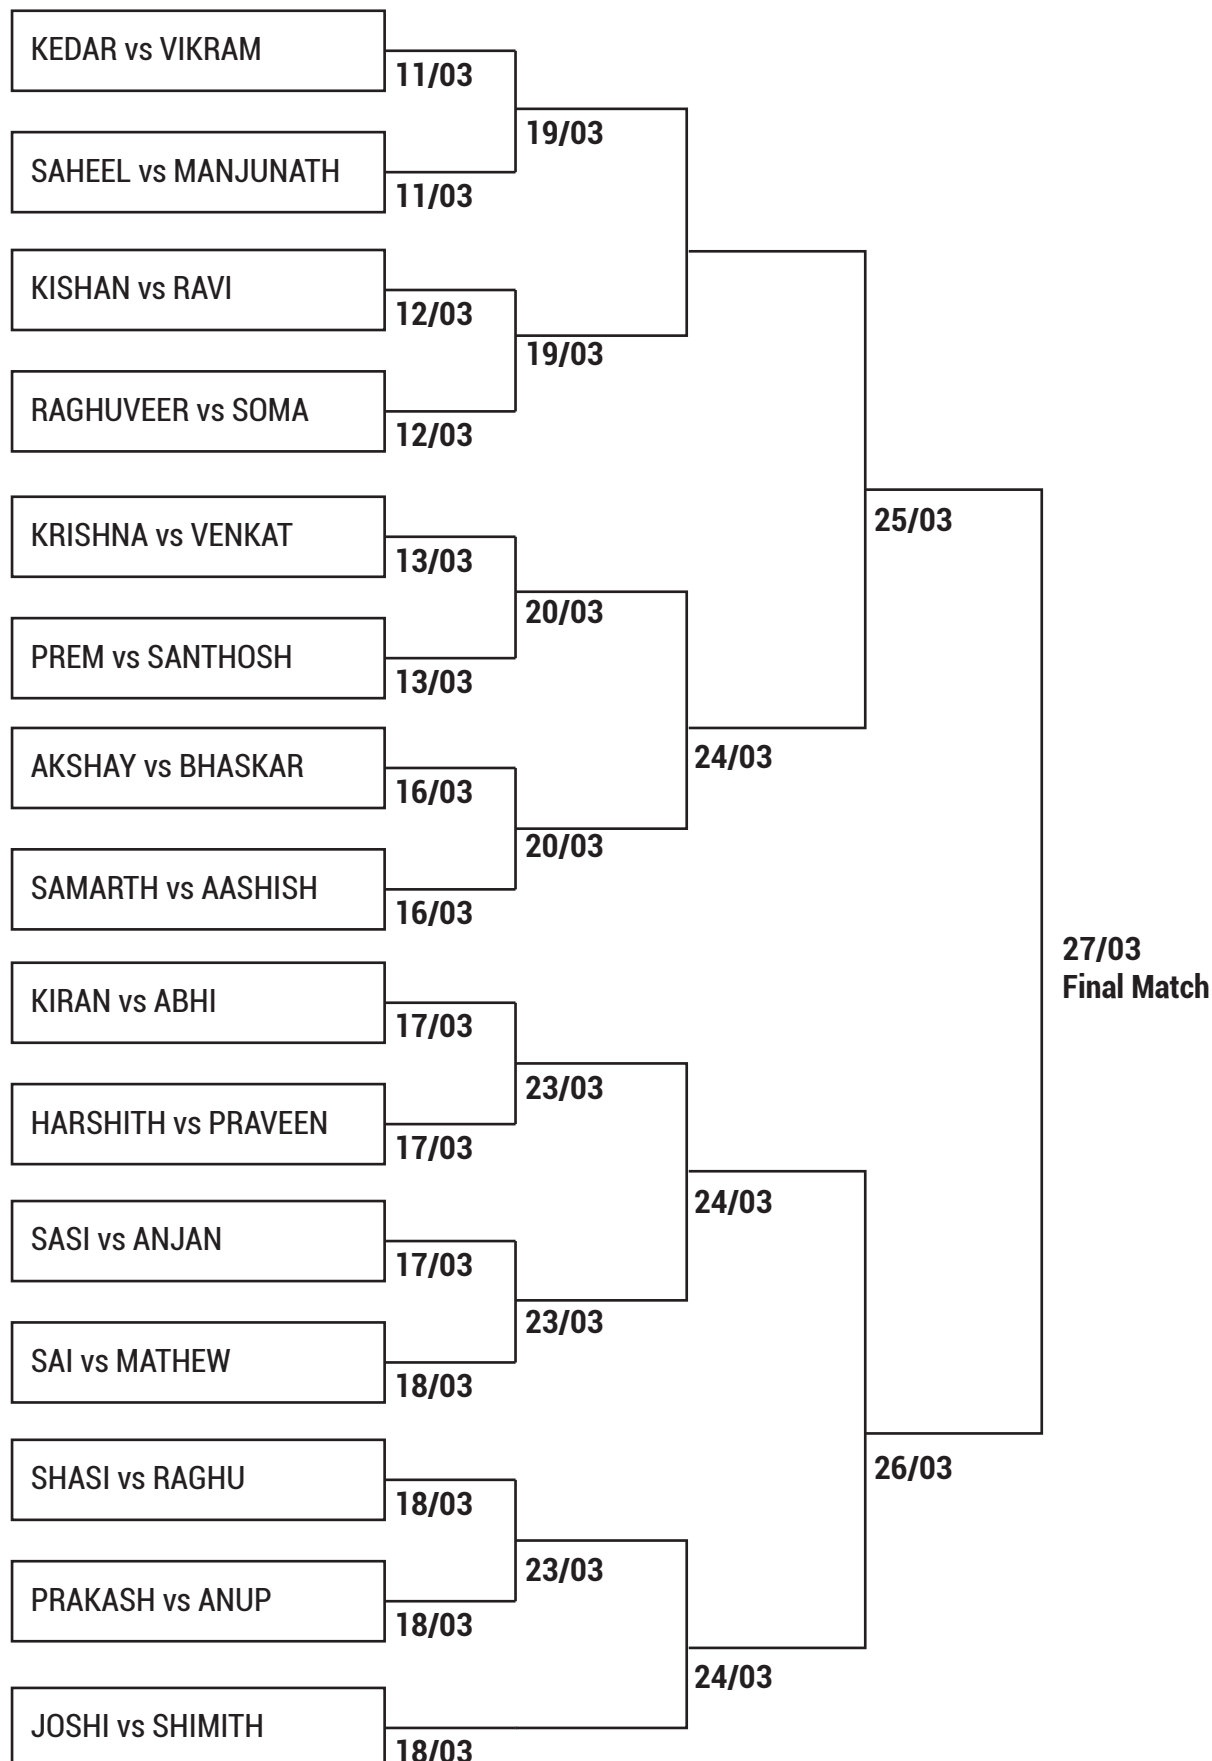 KEDAR vs VIKRAM
11/03
19/03
SAHEEL vs MANJUNATH
11/03
KISHAN vs RAVI
12/03
19/03
RAGHUVEER vs SOMA
12/03
25/03
KRISHNA vs VENKAT
13/03
20/03
PREM vs SANTHOSH
13/03
24/03
AKSHAY vs BHASKAR
16/03
20/03
SAMARTH vs AASHISH
16/03
27/03
Final Match
KIRAN vs ABHI
17/03
23/03
HARSHITH vs PRAVEEN
17/03
24/03
SASI vs ANJAN
17/03
23/03
SAI vs MATHEW
18/03
26/03
SHASI vs RAGHU
18/03
23/03
PRAKASH vs ANUP
18/03
24/03
JOSHI vs SHIMITH
18/03